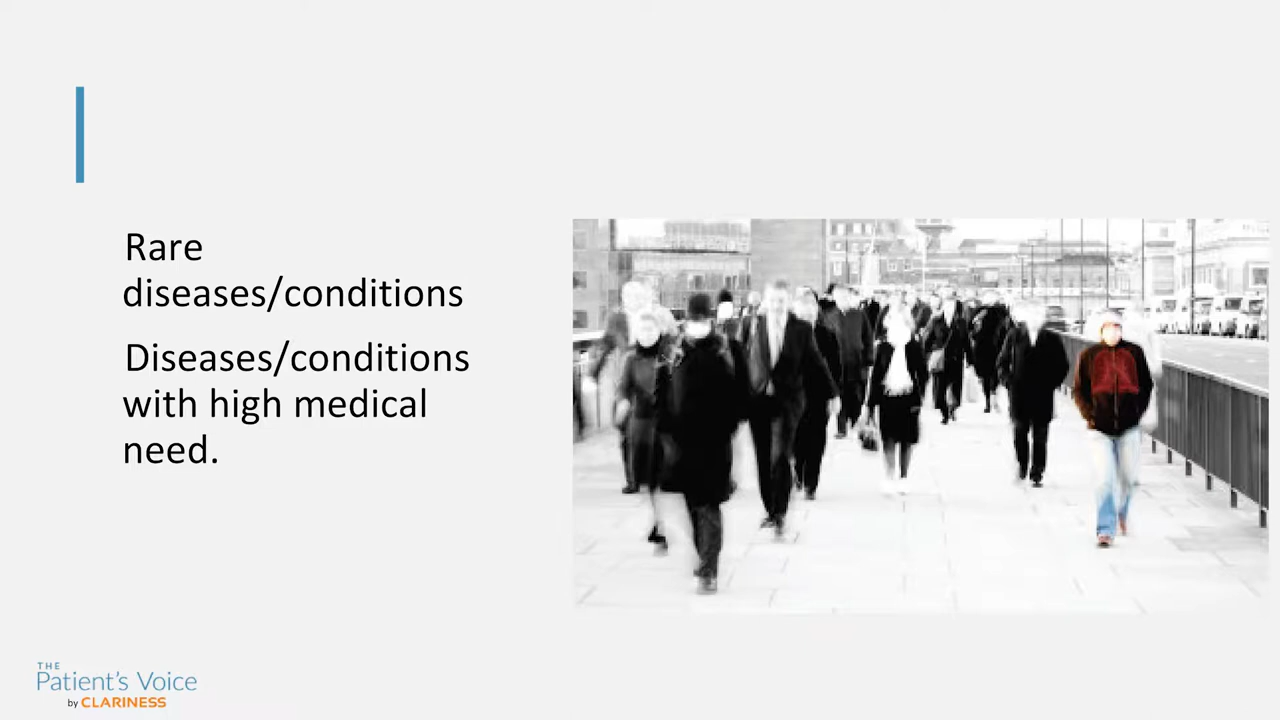 Rare
diseases/conditions
Diseases/conditions
with high medical
need.
THE
Patient's Voice
by CLARINESS